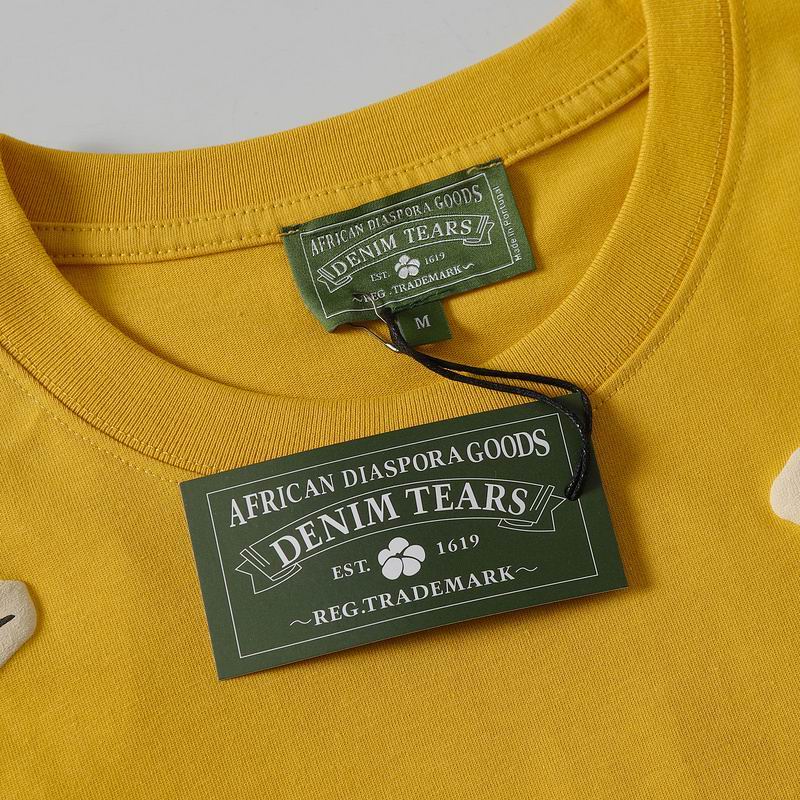 AFRICAN DIASPORA GOODS
DENIM TEARS
EST. 1619
REG. TRADEMARK
Made in Portugal
M
AFRICAN DIASPORA GOODS
DENIM TEARS
EST. 1619
~REG.TRADEMARK~